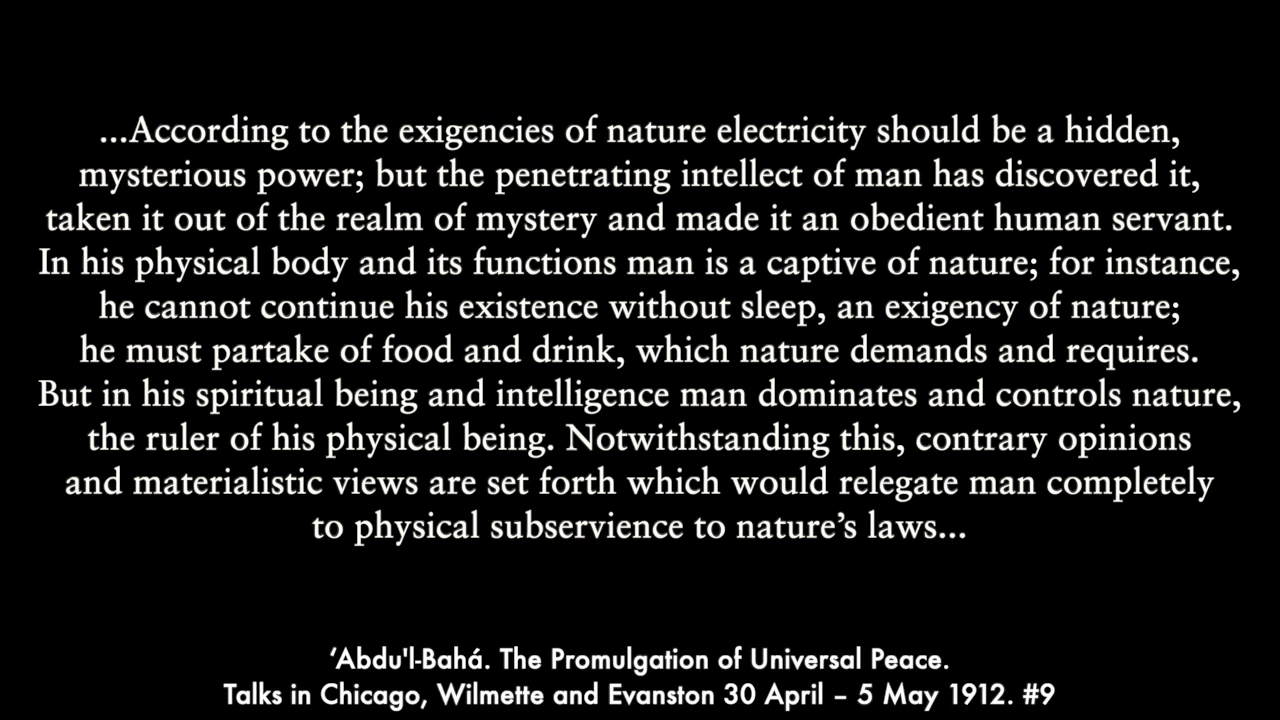 ...According to the exigencies of nature electricity should be a hidden,
mysterious power; but the penetrating intellect of man has discovered it,
taken it out of the realm of mystery and made it an obedient human servant.
In his physical body and its functions man is a captive of nature; for instance,
he cannot continue his existence without sleep, an exigency of nature;
he must partake of food and drink, which nature demands and requires.
But in his spiritual being and intelligence man dominates and controls nature,
the ruler of his physical being. Notwithstanding this, contrary opinions
and materialistic views are set forth which would relegate man completely
to physical subservience to nature’s laws...
‘Abdu'l-Bahá. The Promulgation of Universal Peace.
Talks in Chicago, Wilmette and Evanston 30 April – 5 May 1912. #9